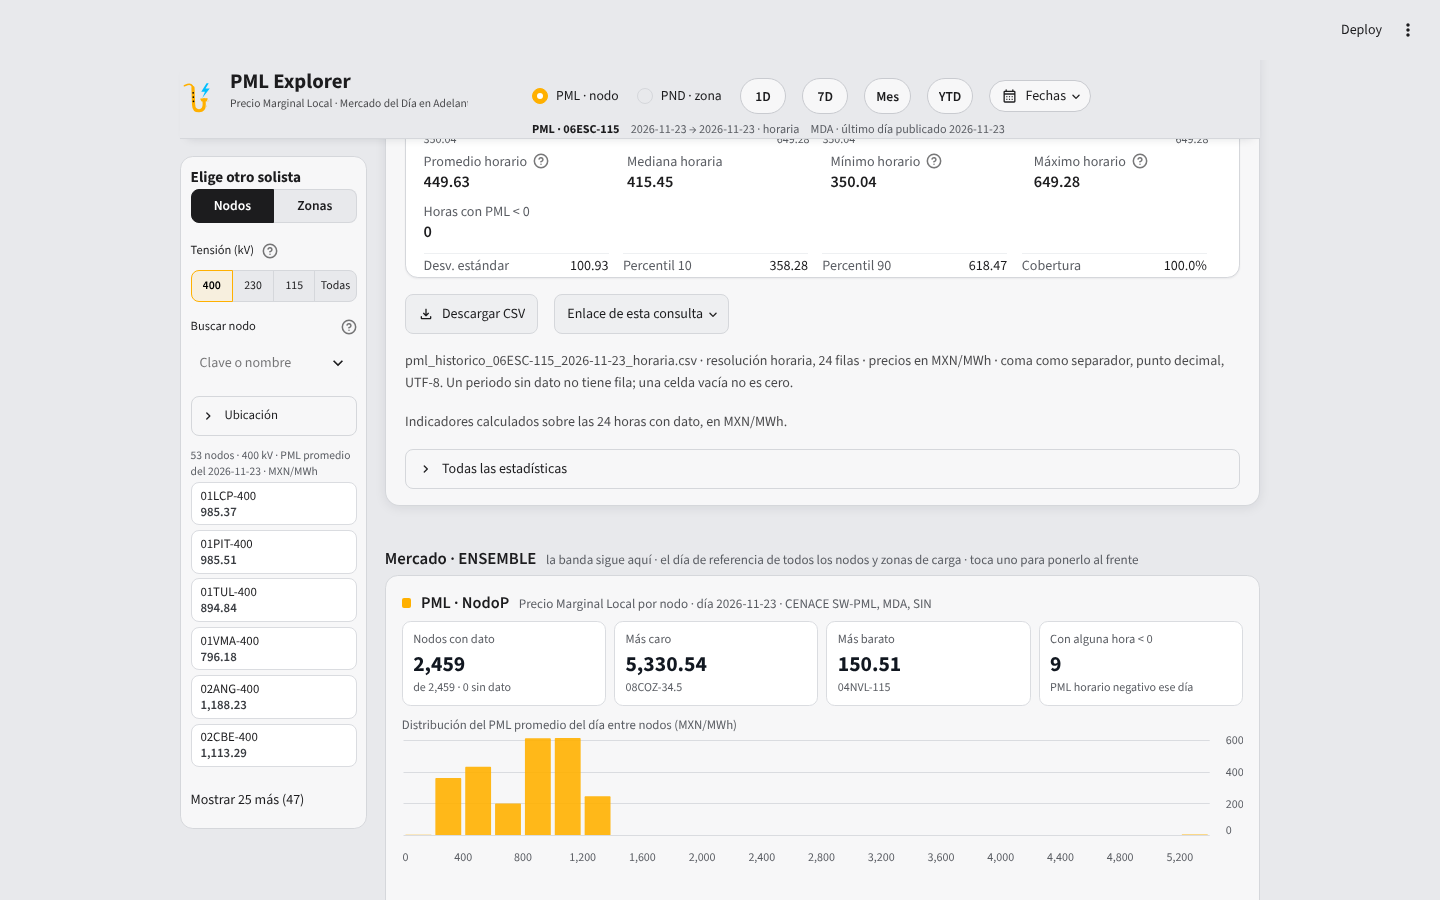 Deploy
PML Explorer
Precio Marginal Local · Mercado del Día en Adelan
PML · nodo
PND · zona
1D
7D
Mes
YTD
Fechas
PML · 06ESC-115 2026-11-23 → 2026-11-23 · horaria MDA · último día publicado 2026-11-23
Elige otro solista
Nodos
Zonas
Tensión (kV)
400
230
115
Todas
Buscar nodo
Clave o nombre
Ubicación
53 nodos · 400 kV · PML promedio
del 2026-11-23 · MXN/MWh
01LCP-400
985.37
01PIT-400
985.51
01TUL-400
894.84
01VMA-400
796.18
02ANG-400
1,188.23
02CBE-400
1,113.29
Mostrar 25 más (47)
350.04 649.28 350.04 649.28
Promedio horario
449.63
Mediana horaria
415.45
Mínimo horario
350.04
Máximo horario
649.28
Horas con PML < 0
0
Desv. estándar 100.93
Percentil 10 358.28
Percentil 90 618.47
Cobertura 100.0%
Descargar CSV
Enlace de esta consulta
pml_historico_06ESC-115_2026-11-23_horaria.csv · resolución horaria, 24 filas · precios en MXN/MWh · coma como separador, punto decimal,
UTF-8. Un periodo sin dato no tiene fila; una celda vacía no es cero.
Indicadores calculados sobre las 24 horas con dato, en MXN/MWh.
Todas las estadísticas
Mercado · ENSEMBLE la banda sigue aquí · el día de referencia de todos los nodos y zonas de carga · toca uno para ponerlo al frente
PML · NodoP Precio Marginal Local por nodo · día 2026-11-23 · CENACE SW-PML, MDA, SIN
Nodos con dato
2,459
de 2,459 · 0 sin dato
Más caro
5,330.54
08COZ-34.5
Más barato
150.51
04NVL-115
Con alguna hora < 0
9
PML horario negativo ese día
Distribución del PML promedio del día entre nodos (MXN/MWh)
600
400
200
0
0 400 800 1,200 1,600 2,000 2,400 2,800 3,200 3,600 4,000 4,400 4,800 5,200